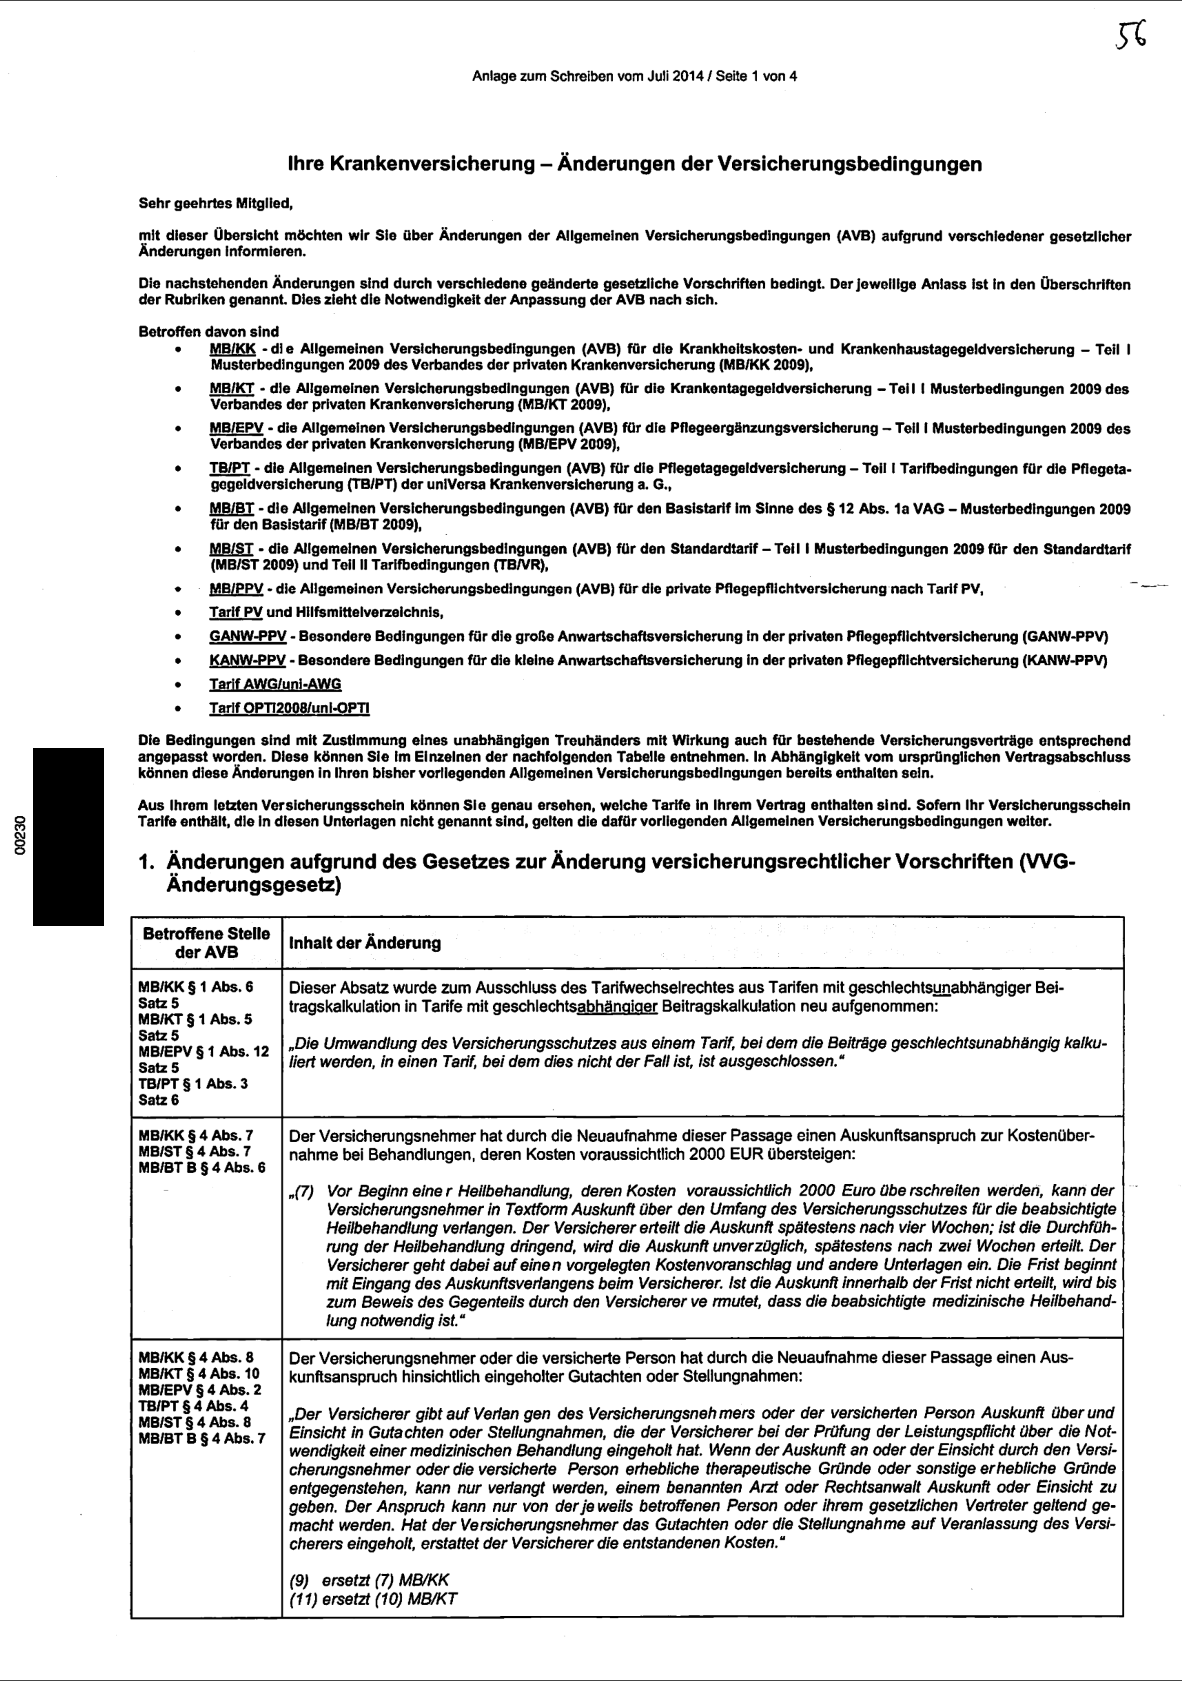 56
Anlage zum Schreiben vom Juli 2014 / Seite 1 von 4
Ihre Krankenversicherung – Änderungen der Versicherungsbedingungen
Sehr geehrtes Mitglied,
mit dieser Übersicht möchten wir Sie über Änderungen der Allgemeinen Versicherungsbedingungen (AVB) aufgrund verschiedener gesetzlicher
Änderungen informieren.
Die nachstehenden Änderungen sind durch verschiedene geänderte gesetzliche Vorschriften bedingt. Der jeweilige Anlass ist in den Überschriften
der Rubriken genannt. Dies zieht die Notwendigkeit der Anpassung der AVB nach sich.
Betroffen davon sind
• MB/KK - die Allgemeinen Versicherungsbedingungen (AVB) für die Krankheitskosten- und Krankenhaustagegeldversicherung – Teil I
Musterbedingungen 2009 des Verbandes der privaten Krankenversicherung (MB/KK 2009),
• MB/KT - die Allgemeinen Versicherungsbedingungen (AVB) für die Krankentagegeldversicherung – Teil I Musterbedingungen 2009 des
Verbandes der privaten Krankenversicherung (MB/KT 2009),
• MB/EPV - die Allgemeinen Versicherungsbedingungen (AVB) für die Pflegeergänzungsversicherung – Teil I Musterbedingungen 2009 des
Verbandes der privaten Krankenversicherung (MB/EPV 2009),
• TB/PT - die Allgemeinen Versicherungsbedingungen (AVB) für die Pflegetagegeldversicherung – Teil I Tarifbedingungen für die Pflegeta-
gegeldversicherung (TB/PT) der uniVersa Krankenversicherung a. G.,
• MB/BT - die Allgemeinen Versicherungsbedingungen (AVB) für den Basistarif im Sinne des § 12 Abs. 1a VAG – Musterbedingungen 2009
für den Basistarif (MB/BT 2009),
• MB/ST - die Allgemeinen Versicherungsbedingungen (AVB) für den Standardtarif – Teil I Musterbedingungen 2009 für den Standardtarif
(MB/ST 2009) und Teil II Tarifbedingungen (TB/VR),
• MB/PPV - die Allgemeinen Versicherungsbedingungen (AVB) für die private Pflegepflichtversicherung nach Tarif PV,
• Tarif PV und Hilfsmittelverzeichnis,
• GANW-PPV - Besondere Bedingungen für die große Anwartschaftsversicherung in der privaten Pflegepflichtversicherung (GANW-PPV)
• KANW-PPV - Besondere Bedingungen für die kleine Anwartschaftsversicherung in der privaten Pflegepflichtversicherung (KANW-PPV)
• Tarif AWG/uni-AWG
• Tarif OPTI2008/uni-OPTI
Die Bedingungen sind mit Zustimmung eines unabhängigen Treuhänders mit Wirkung auch für bestehende Versicherungsverträge entsprechend
angepasst worden. Diese können Sie im Einzelnen der nachfolgenden Tabelle entnehmen. In Abhängigkeit vom ursprünglichen Vertragsabschluss
können diese Änderungen in Ihren bisher vorliegenden Allgemeinen Versicherungsbedingungen bereits enthalten sein.
Aus Ihrem letzten Versicherungsschein können Sie genau ersehen, welche Tarife in Ihrem Vertrag enthalten sind. Sofern Ihr Versicherungsschein
Tarife enthält, die in diesen Unterlagen nicht genannt sind, gelten die dafür vorliegenden Allgemeinen Versicherungsbedingungen weiter.
00230
1. Änderungen aufgrund des Gesetzes zur Änderung versicherungsrechtlicher Vorschriften (VVG-
Änderungsgesetz)
Betroffene Stelle
der AVB
Inhalt der Änderung
MB/KK § 1 Abs. 6
Satz 5
MB/KT § 1 Abs. 5
Satz 5
MB/EPV § 1 Abs. 12
Satz 5
TB/PT § 1 Abs. 3
Satz 6
Dieser Absatz wurde zum Ausschluss des Tarifwechselrechtes aus Tarifen mit geschlechtsunabhängiger Bei-
tragskalkulation in Tarife mit geschlechtsabhängiger Beitragskalkulation neu aufgenommen:
„Die Umwandlung des Versicherungsschutzes aus einem Tarif, bei dem die Beiträge geschlechtsunabhängig kalku-
liert werden, in einen Tarif, bei dem dies nicht der Fall ist, ist ausgeschlossen.“
MB/KK § 4 Abs. 7
MB/ST § 4 Abs. 7
MB/BT B § 4 Abs. 6
Der Versicherungsnehmer hat durch die Neuaufnahme dieser Passage einen Auskunftsanspruch zur Kostenüber-
nahme bei Behandlungen, deren Kosten voraussichtlich 2000 EUR übersteigen:
„(7) Vor Beginn einer Heilbehandlung, deren Kosten voraussichtlich 2000 Euro überschreiten werden, kann der
Versicherungsnehmer in Textform Auskunft über den Umfang des Versicherungsschutzes für die beabsichtigte
Heilbehandlung verlangen. Der Versicherer erteilt die Auskunft spätestens nach vier Wochen; ist die Durchfüh-
rung der Heilbehandlung dringend, wird die Auskunft unverzüglich, spätestens nach zwei Wochen erteilt. Der
Versicherer geht dabei auf einen vorgelegten Kostenvoranschlag und andere Unterlagen ein. Die Frist beginnt
mit Eingang des Auskunftsverlangens beim Versicherer. Ist die Auskunft innerhalb der Frist nicht erteilt, wird bis
zum Beweis des Gegenteils durch den Versicherer vermutet, dass die beabsichtigte medizinische Heilbehand-
lung notwendig ist.“
MB/KK § 4 Abs. 8
MB/KT § 4 Abs. 10
MB/EPV § 4 Abs. 2
TB/PT § 4 Abs. 4
MB/ST § 4 Abs. 8
MB/BT B § 4 Abs. 7
Der Versicherungsnehmer oder die versicherte Person hat durch die Neuaufnahme dieser Passage einen Aus-
kunftsanspruch hinsichtlich eingeholter Gutachten oder Stellungnahmen:
„Der Versicherer gibt auf Verlangen des Versicherungsnehmers oder der versicherten Person Auskunft über und
Einsicht in Gutachten oder Stellungnahmen, die der Versicherer bei der Prüfung der Leistungspflicht über die Not-
wendigkeit einer medizinischen Behandlung eingeholt hat. Wenn der Auskunft an oder der Einsicht durch den Versi-
cherungsnehmer oder die versicherte Person erhebliche therapeutische Gründe oder sonstige erhebliche Gründe
entgegenstehen, kann nur verlangt werden, einem benannten Arzt oder Rechtsanwalt Auskunft oder Einsicht zu
geben. Der Anspruch kann nur von der jeweils betroffenen Person oder ihrem gesetzlichen Vertreter geltend ge-
macht werden. Hat der Versicherungsnehmer das Gutachten oder die Stellungnahme auf Veranlassung des Versi-
cherers eingeholt, erstattet der Versicherer die entstandenen Kosten.“
(9) ersetzt (7) MB/KK
(11) ersetzt (10) MB/KT